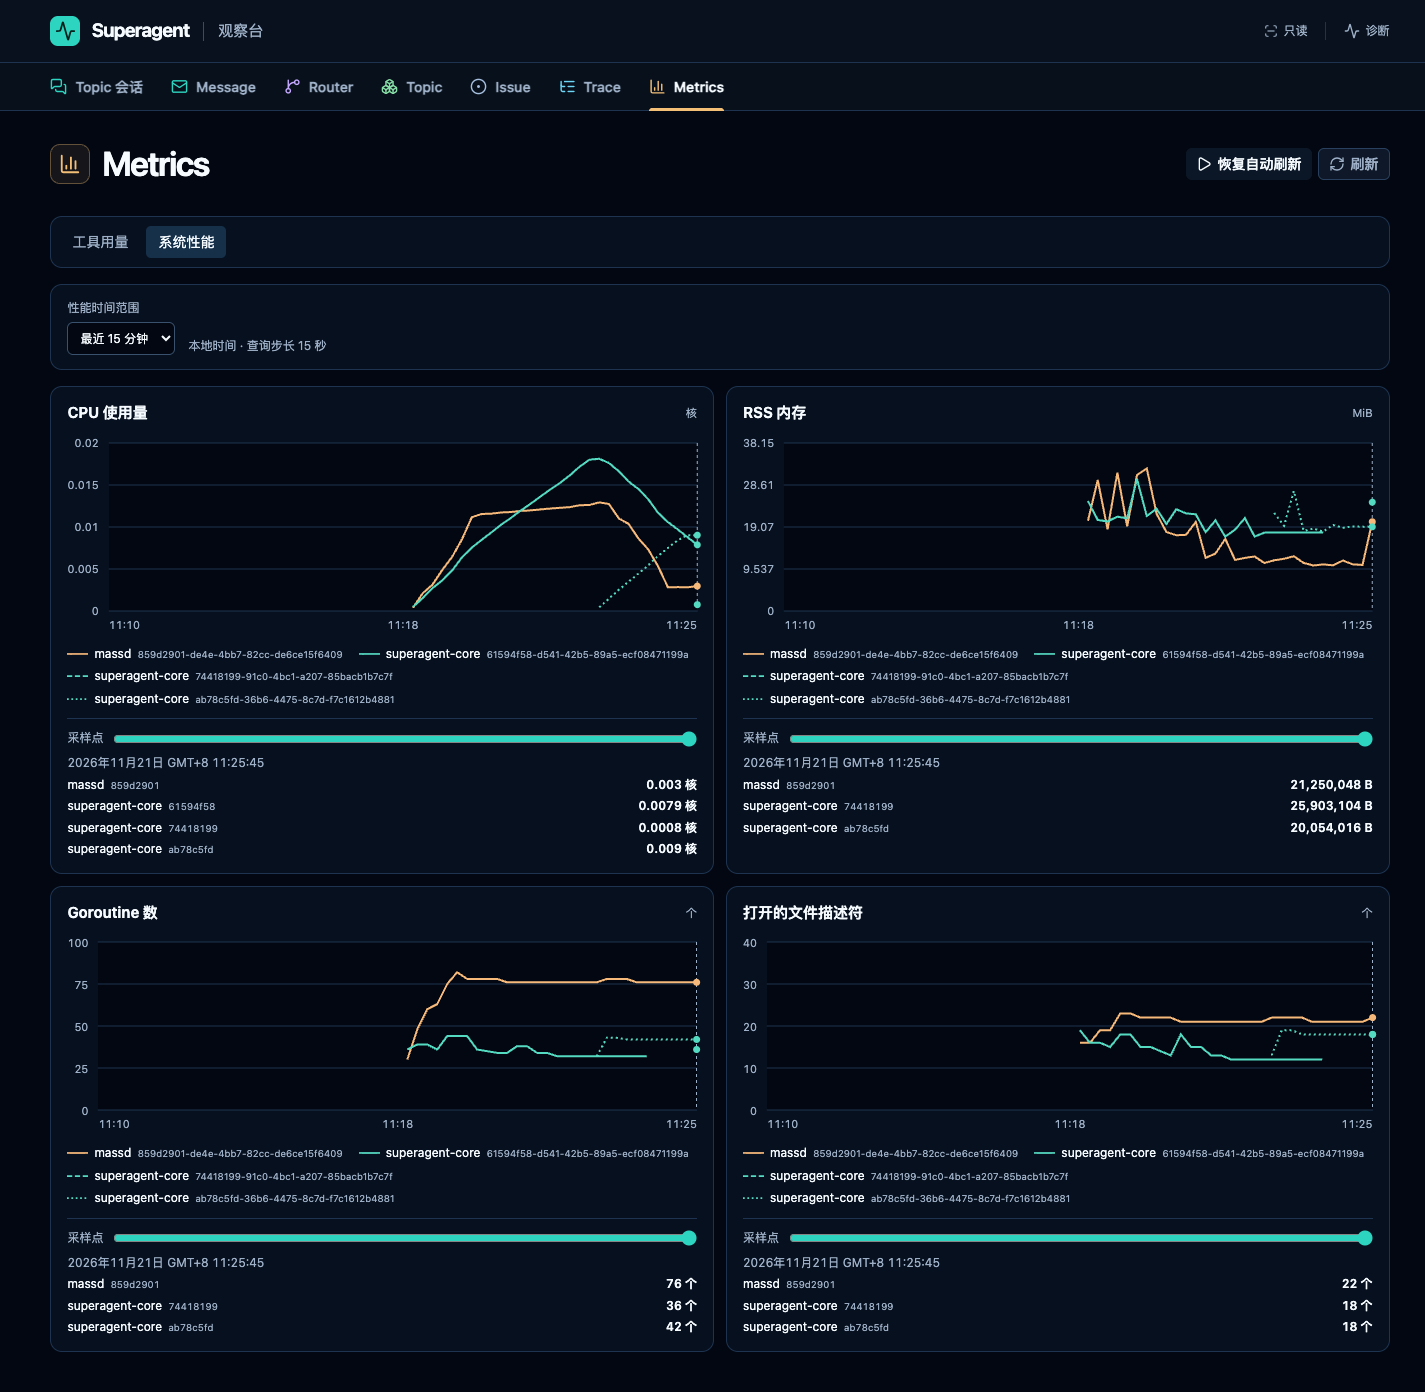 Superagent 观察台
只读 诊断
Topic 会话 Message Router Topic Issue Trace Metrics
Metrics
恢复自动刷新 刷新
工具用量 系统性能
性能时间范围
最近 15 分钟 本地时间 · 查询步长 15 秒
CPU 使用量 核
0.02
0.015
0.01
0.005
0
11:10 11:18 11:25
massd 859d2901-de4e-4bb7-82cc-de6ce15f6409 superagent-core 61594f58-d541-42b5-89a5-ecf08471199a
superagent-core 74418199-91c0-4bc1-a207-85bacb1b7c7f
superagent-core ab78c5fd-36b6-4475-8c7d-f7c1612b4881
采样点
2026年11月21日 GMT+8 11:25:45
massd 859d2901 0.003 核
superagent-core 61594f58 0.0079 核
superagent-core 74418199 0.0008 核
superagent-core ab78c5fd 0.009 核
RSS 内存 MiB
38.15
28.61
19.07
9.537
0
11:10 11:18 11:25
massd 859d2901-de4e-4bb7-82cc-de6ce15f6409 superagent-core 61594f58-d541-42b5-89a5-ecf08471199a
superagent-core 74418199-91c0-4bc1-a207-85bacb1b7c7f
superagent-core ab78c5fd-36b6-4475-8c7d-f7c1612b4881
采样点
2026年11月21日 GMT+8 11:25:45
massd 859d2901 21,250,048 B
superagent-core 74418199 25,903,104 B
superagent-core ab78c5fd 20,054,016 B
Goroutine 数 个
100
75
50
25
0
11:10 11:18 11:25
massd 859d2901-de4e-4bb7-82cc-de6ce15f6409 superagent-core 61594f58-d541-42b5-89a5-ecf08471199a
superagent-core 74418199-91c0-4bc1-a207-85bacb1b7c7f
superagent-core ab78c5fd-36b6-4475-8c7d-f7c1612b4881
采样点
2026年11月21日 GMT+8 11:25:45
massd 859d2901 76 个
superagent-core 74418199 36 个
superagent-core ab78c5fd 42 个
打开的文件描述符 个
40
30
20
10
0
11:10 11:18 11:25
massd 859d2901-de4e-4bb7-82cc-de6ce15f6409 superagent-core 61594f58-d541-42b5-89a5-ecf08471199a
superagent-core 74418199-91c0-4bc1-a207-85bacb1b7c7f
superagent-core ab78c5fd-36b6-4475-8c7d-f7c1612b4881
采样点
2026年11月21日 GMT+8 11:25:45
massd 859d2901 22 个
superagent-core 74418199 18 个
superagent-core ab78c5fd 18 个